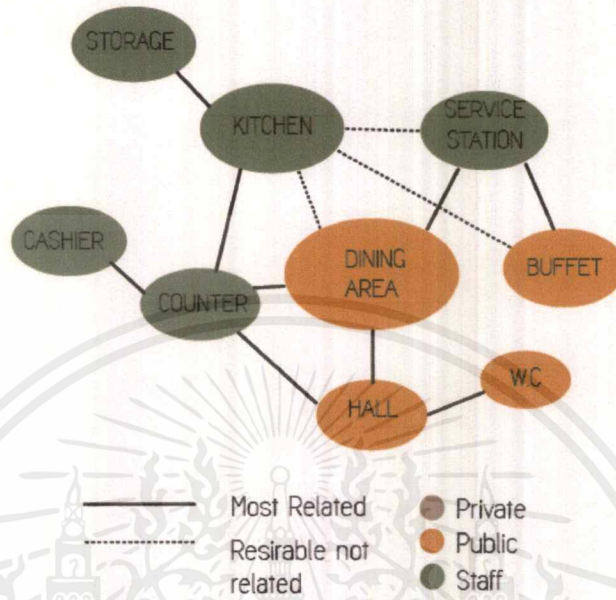 STORAGE
KITCHEN
SERVICE
STATION
CASHIER
COUNTER
DINING
AREA
BUFFET
HALL
W.C
Most Related
Resirable not
related
Private
Public
Staff